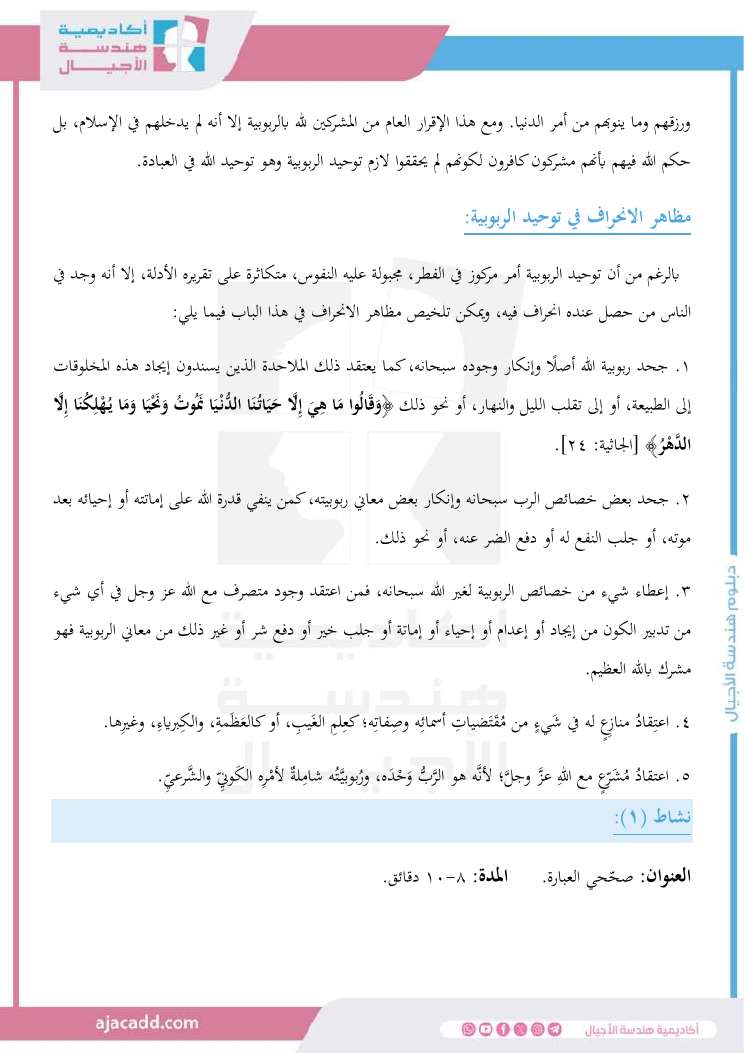 أكاديمية
هندسة
الأجيال
ورزقهم وما ينوبهم من أمر الدنيا. ومع هذا الإقرار العام من المشركين لله بالربوبية إلا أنه لم يدخلهم في الإسلام، بل
حكم الله فيهم بأنهم مشركون كافرون لكونهم لم يحققوا لازم توحيد الربوبية وهو توحيد الله في العبادة.
مظاهر الانحراف في توحيد الربوبية:
بالرغم من أن توحيد الربوبية أمر مركوز في الفطر، مجبولة عليه النفوس، متكاثرة على تقريره الأدلة، إلا أنه وجد في
الناس من حصل عنده انحراف فيه، ويمكن تلخيص مظاهر الانحراف في هذا الباب فيما يلي:
١. جحد ربوبية الله أصلًا وإنكار وجوده سبحانه، كما يعتقد ذلك الملاحدة الذين يسندون إيجاد هذه المخلوقات
إلى الطبيعة، أو إلى تقلب الليل والنهار، أو نحو ذلك ﴿وَقَالُوا مَا هِيَ إِلَّا حَيَاتُنَا الدُّنْيَا نَمُوتُ وَنَحْيَا وَمَا يُهْلِكُنَا إِلَّا
الدَّهْرُ﴾ [الجاثية: ٢٤].
٢. جحد بعض خصائص الرب سبحانه وإنكار بعض معاني ربوبيته، كمن ينفي قدرة الله على إماتته أو إحيائه بعد
موته، أو جلب النفع له أو دفع الضر عنه، أو نحو ذلك.
٣. إعطاء شيء من خصائص الربوبية لغير الله سبحانه، فمن اعتقد وجود متصرف مع الله عز وجل في أي شيء
من تدبير الكون من إيجاد أو إعدام أو إحياء أو إماتة أو جلب خير أو دفع شر أو غير ذلك من معاني الربوبية فهو
مشرك بالله العظيم.
٤. اعتِقادُ منازِعٍ له في شَيءٍ من مُقتَضَياتِ أسمائِه وصِفاتِه؛ كعِلمِ الغَيبِ، أو كالعَظَمةِ، والكِبرياءِ، وغيرِها.
٥. اعتقادُ مُشَرِّعٍ مع اللهِ عزَّ وجلَّ؛ لأنَّه هو الرَّبُّ وَحْدَه، ورُبوبيَّتُه شامِلةٌ لأمْرِه الكَونيِّ والشَّرعيِّ.
نشاط (١):
العنوان: صحّحي العبارة. المدة: ٨-١٠ دقائق.
دبلوم هندسة الأجيال
أكاديمية
هندسة
الأجيال
ajacadd.com
أكاديمية هندسة الأجيال